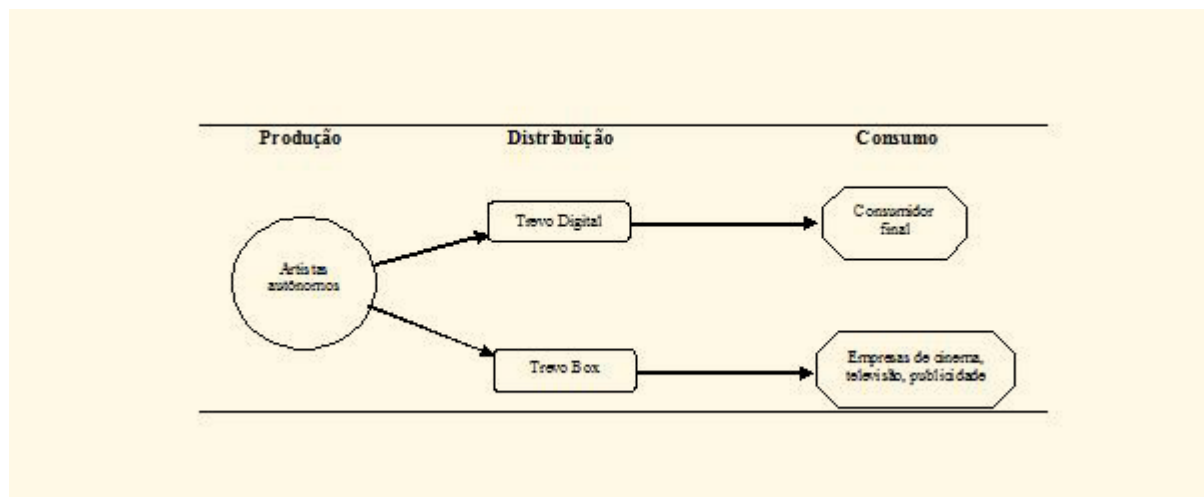 Produção Distribuição Consumo
Trevo Digital
Consumidor
final
Artistas
autônomos
Trevo Box
Empresas de cinema,
televisão, publicidade